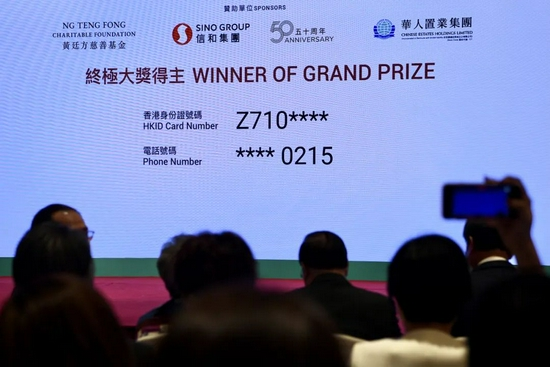 贊助單位 SPONSORS
NG TENG FONG
CHARITABLE FOUNDATION
黃廷方慈善基金
SINO GROUP
信和集團
50 五十周年
ANNIVERSARY
華人置業集團
CHINESE ESTATES HOLDINGS LIMITED
終極大獎得主 WINNER OF GRAND PRIZE
香港身份證號碼
HKID Card Number
Z710****
電話號碼
Phone Number
**** 0215